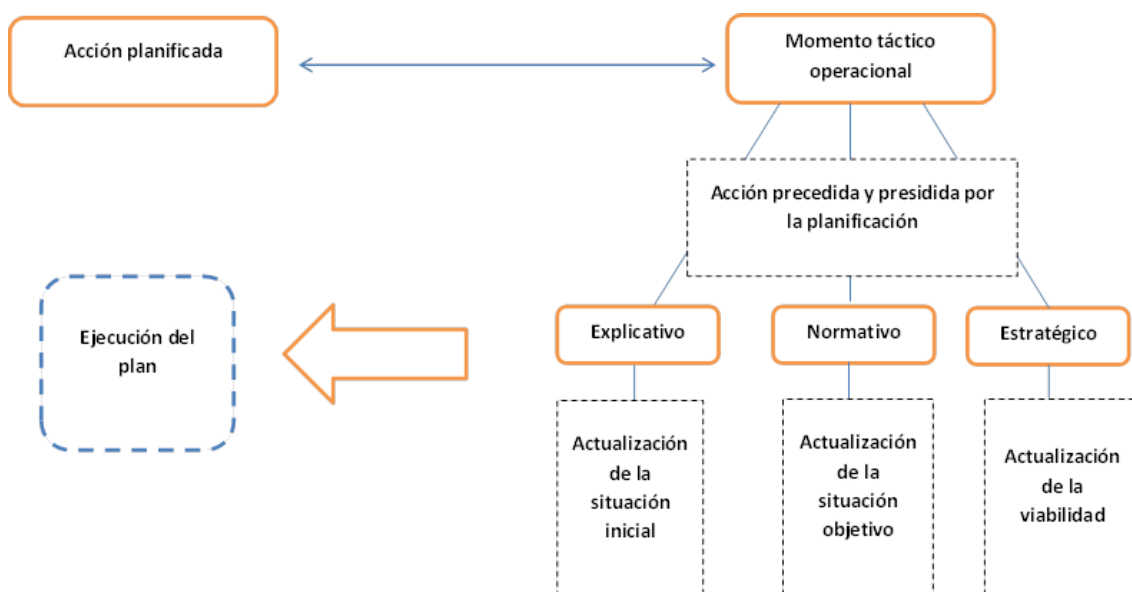 Acción planificada
Momento táctico
operacional
Acción precedida y presidida por
la planificación
Ejecución del
plan
Explicativo
Normativo
Estratégico
Actualización
de la
situación
inicial
Actualización
de la
situación
objetivo
Actualización
de la
viabilidad